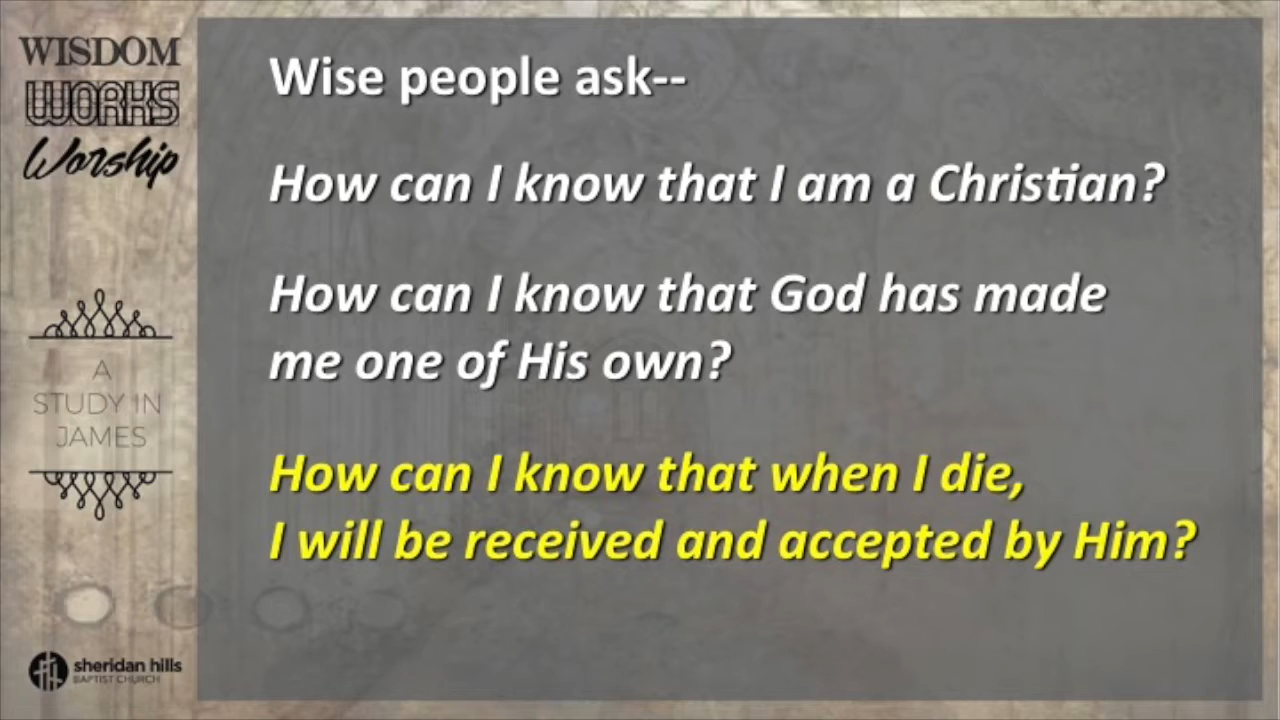 WISDOM
WORKS
Worship
A
STUDY IN
JAMES
sheridan hills
BAPTIST CHURCH
Wise people ask--
How can I know that I am a Christian?
How can I know that God has made
me one of His own?
How can I know that when I die,
I will be received and accepted by Him?